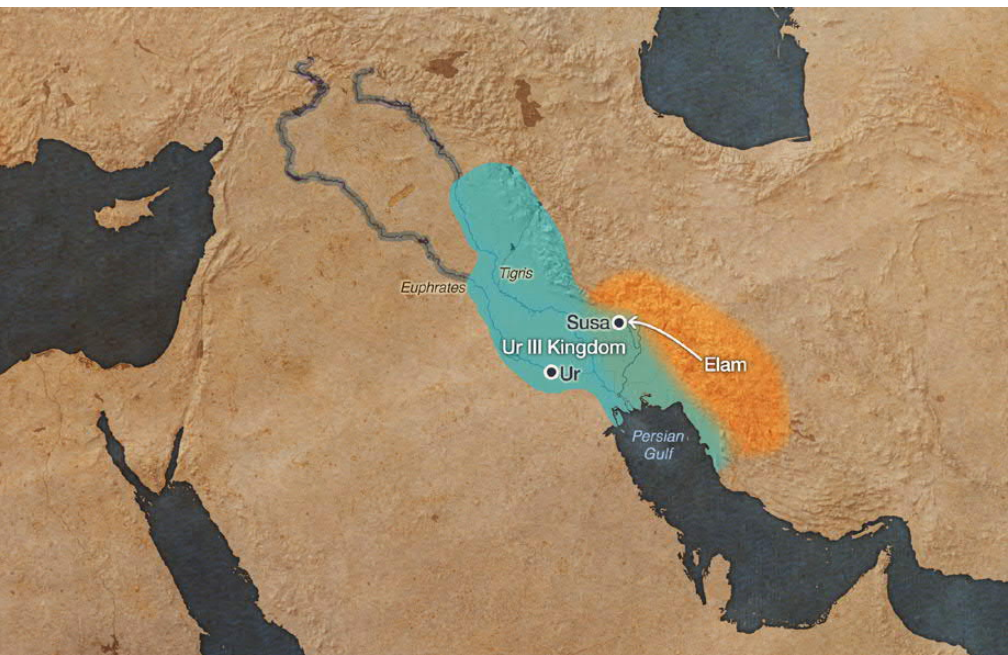 Tigris
Euphrates
Susa
Ur III Kingdom
Elam
Ur
Persian
Gulf